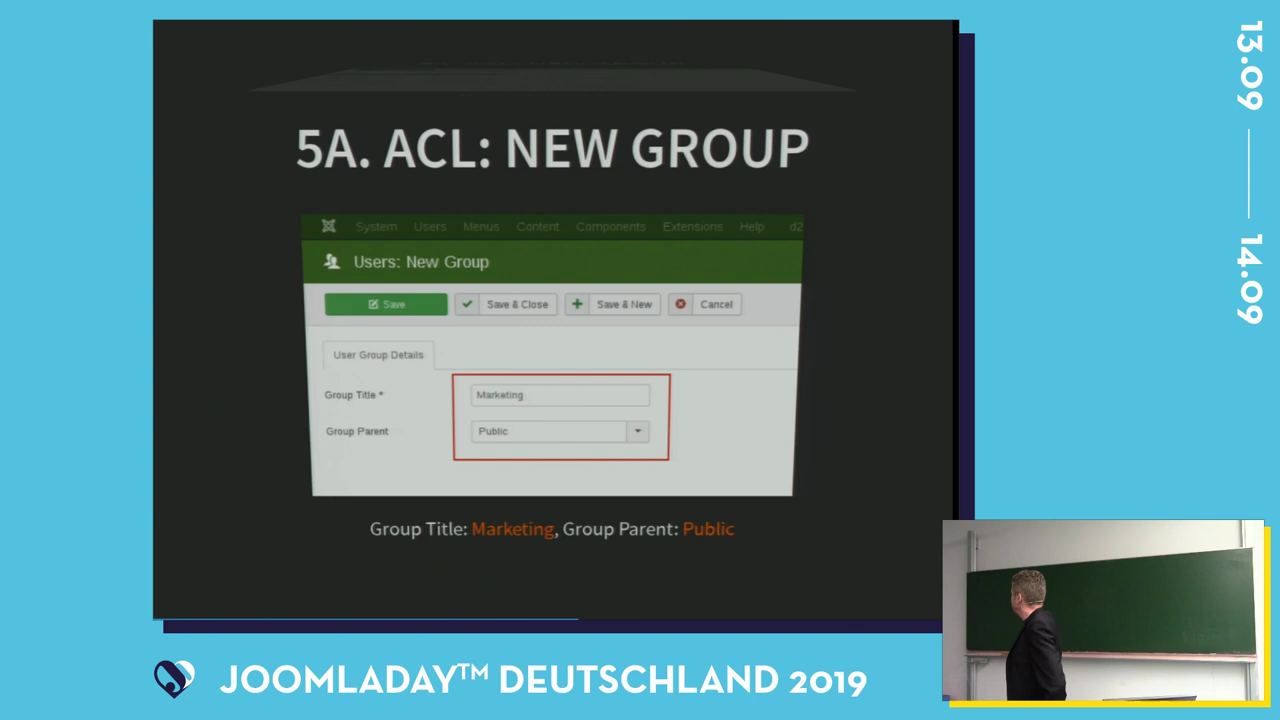 5A. ACL: NEW GROUP
System Users Menus Content Components Extensions Help d2
Users: New Group
Save Save & Close Save & New Cancel
User Group Details
Group Title * Marketing
Group Parent Public
Group Title: Marketing, Group Parent: Public
JOOMLADAY™ DEUTSCHLAND 2019
13.09
14.09